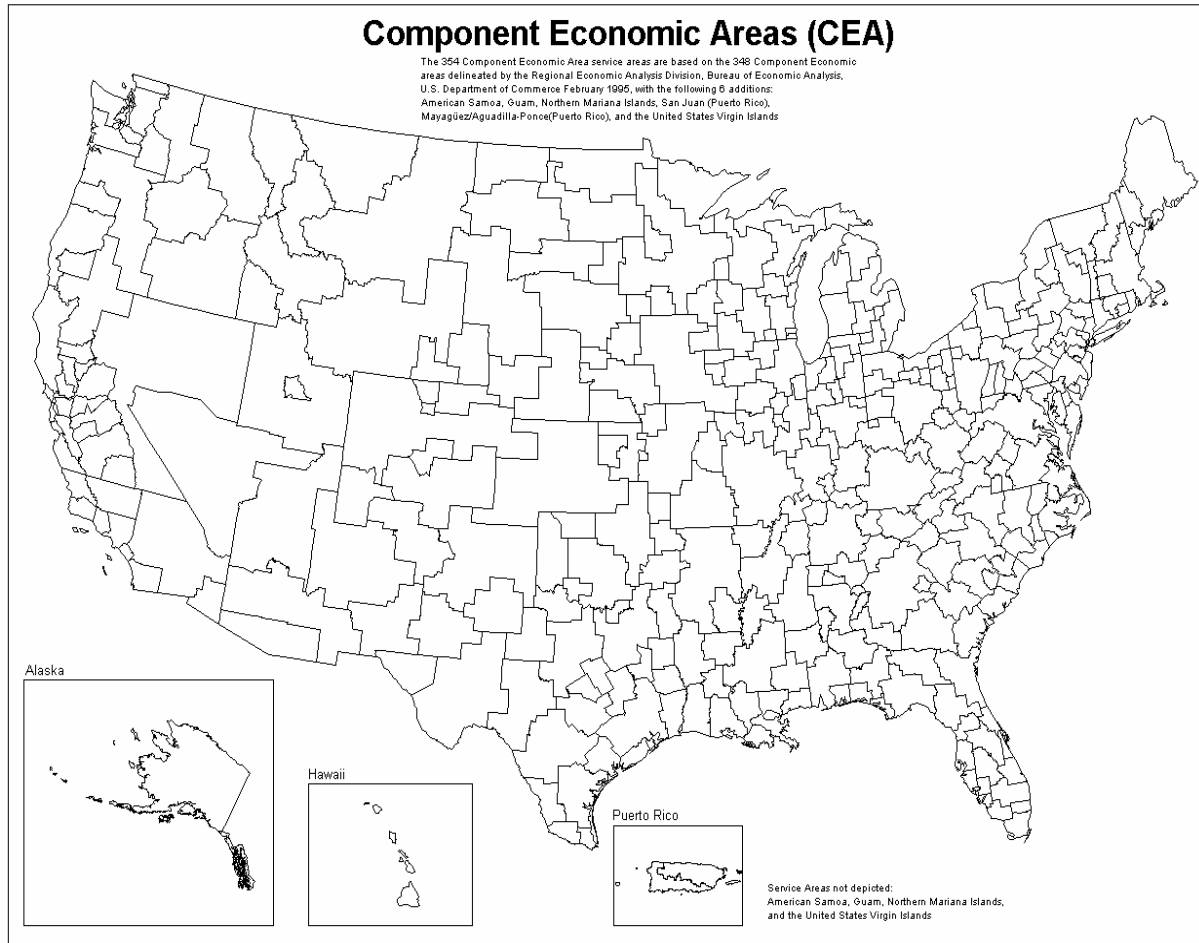 Component Economic Areas (CEA)
The 354 Component Economic Area service areas are based on the 348 Component Economic
areas delineated by the Regional Economic Analysis Division, Bureau of Economic Analysis,
U.S. Department of Commerce February 1995, with the following 6 additions:
American Samoa, Guam, Northern Mariana Islands, San Juan (Puerto Rico),
Mayagüez/Aguadilla-Ponce(Puerto Rico), and the United States Virgin Islands
Alaska
Hawaii
Puerto Rico
Service Areas not depicted:
American Samoa, Guam, Northern Mariana Islands,
and the United States Virgin Islands